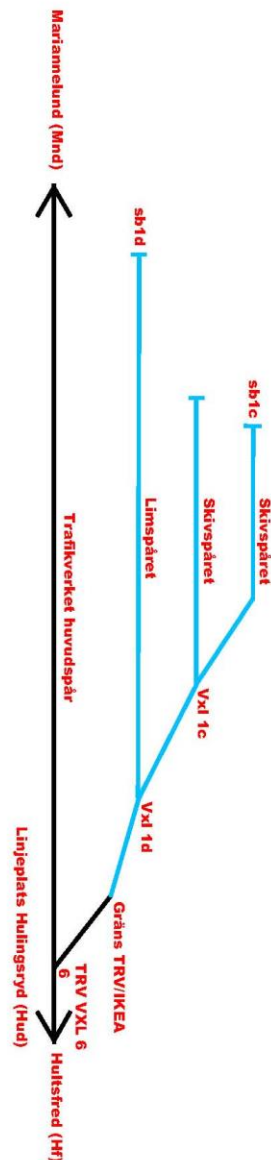 Skivspåret
sb1c
Skivspåret
Vxl 1c
sb1d
Limspåret
Vxl 1d
Gräns TRV/IKEA
TRV VXL 6
6
Mariannelund (Mnd)
Trafikverket huvudspår
Linjeplats Hulingsryd (Hud)
Hultsfred (Hf)